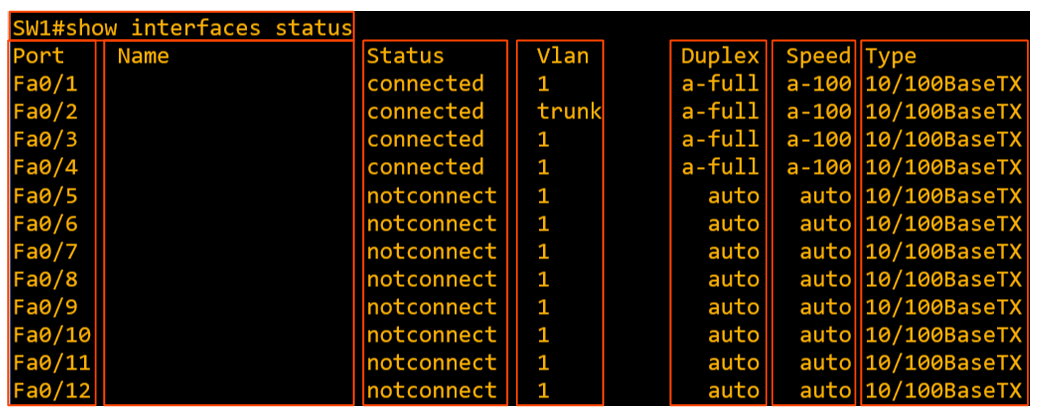 SW1#show interfaces status
Port Name Status Vlan Duplex Speed Type
Fa0/1 connected 1 a-full a-100 10/100BaseTX
Fa0/2 connected trunk a-full a-100 10/100BaseTX
Fa0/3 connected 1 a-full a-100 10/100BaseTX
Fa0/4 connected 1 a-full a-100 10/100BaseTX
Fa0/5 notconnect 1 auto auto 10/100BaseTX
Fa0/6 notconnect 1 auto auto 10/100BaseTX
Fa0/7 notconnect 1 auto auto 10/100BaseTX
Fa0/8 notconnect 1 auto auto 10/100BaseTX
Fa0/9 notconnect 1 auto auto 10/100BaseTX
Fa0/10 notconnect 1 auto auto 10/100BaseTX
Fa0/11 notconnect 1 auto auto 10/100BaseTX
Fa0/12 notconnect 1 auto auto 10/100BaseTX